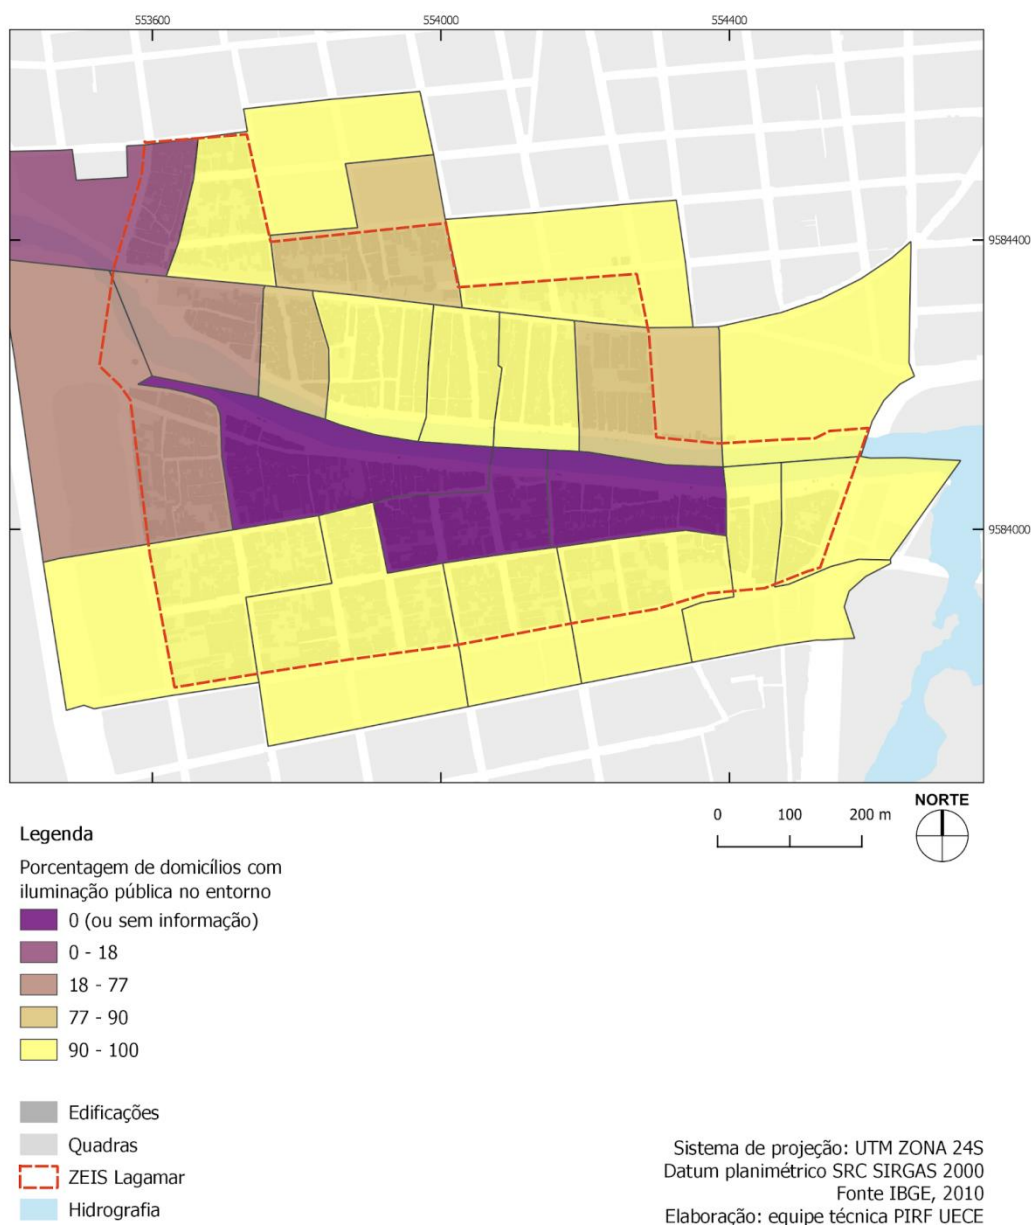 553600
554000
554400
9584400
9584000
0 100 200 m
NORTE
Legenda
Porcentagem de domicílios com
iluminação pública no entorno
0 (ou sem informação)
0 - 18
18 - 77
77 - 90
90 - 100
Edificações
Quadras
ZEIS Lagamar
Hidrografia
Sistema de projeção: UTM ZONA 24S
Datum planimétrico SRC SIRGAS 2000
Fonte IBGE, 2010
Elaboração: equipe técnica PIRF UECE